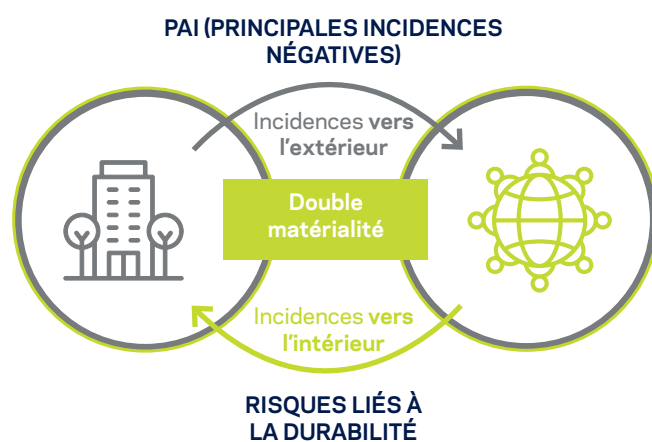 PAI (PRINCIPALES INCIDENCES
NÉGATIVES)
Incidences vers
l'extérieur
Double
matérialité
Incidences vers
l'intérieur
RISQUES LIÉS À
LA DURABILITÉ